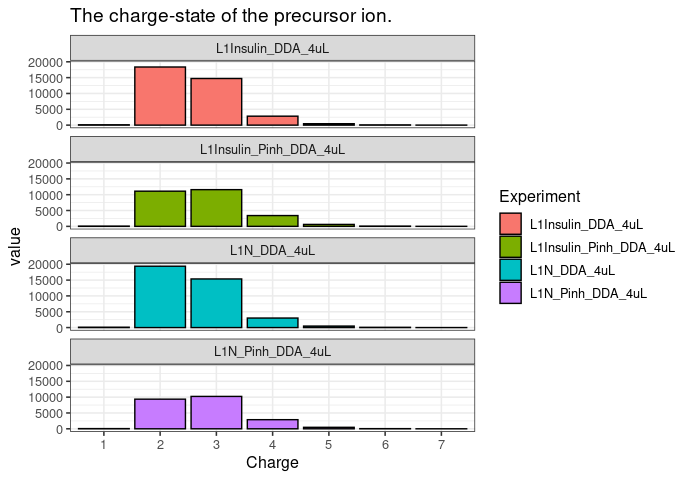 The charge-state of the precursor ion.
L1Insulin_DDA_4uL
20000
15000
10000
5000
0
L1Insulin_Pinh_DDA_4uL
20000
15000
10000
5000
0
L1N_DDA_4uL
20000
15000
10000
5000
0
L1N_Pinh_DDA_4uL
20000
15000
10000
5000
0
1 2 3 4 5 6 7
Charge
value
Experiment
L1Insulin_DDA_4uL
L1Insulin_Pinh_DDA_4uL
L1N_DDA_4uL
L1N_Pinh_DDA_4uL